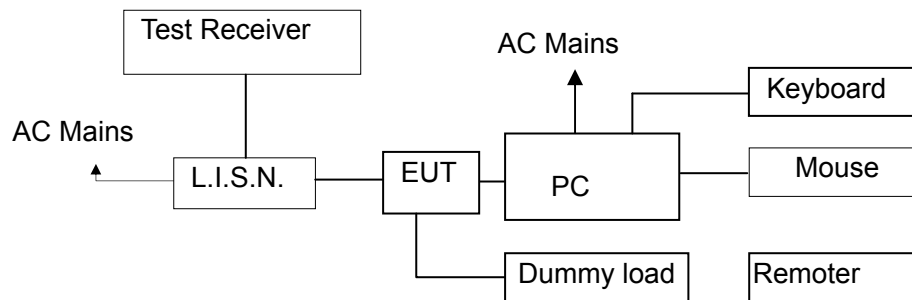 Test Receiver
AC Mains
Keyboard
AC Mains
L.I.S.N.
EUT
PC
Mouse
Dummy load
Remoter